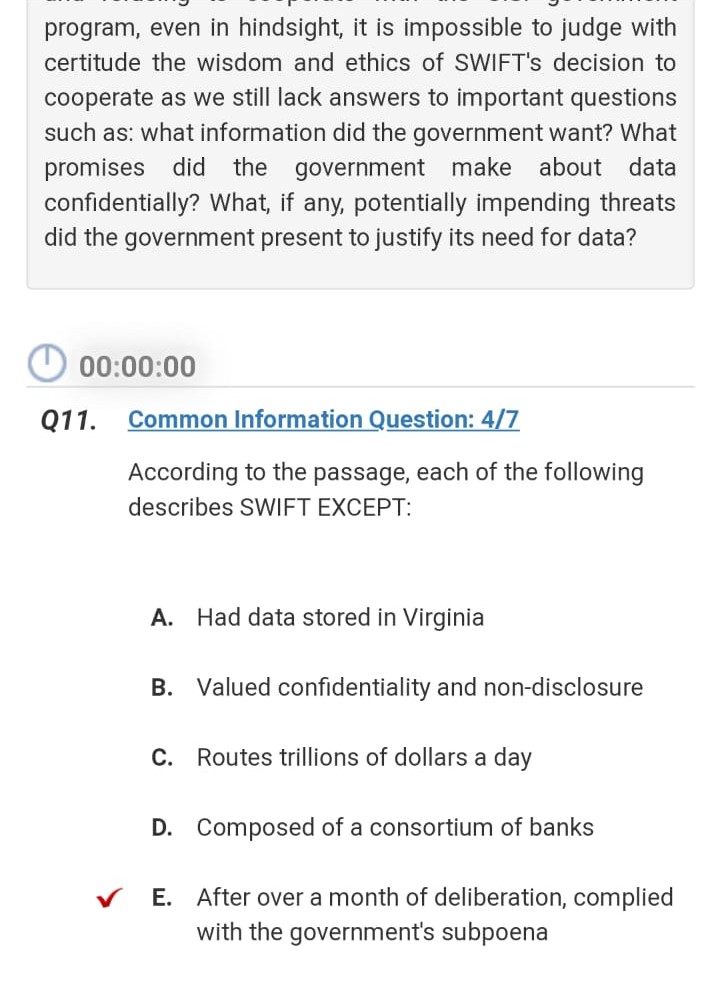 program, even in hindsight, it is impossible to judge with
certitude the wisdom and ethics of SWIFT's decision to
cooperate as we still lack answers to important questions
such as: what information did the government want? What
promises did the government make about data
confidentially? What, if any, potentially impending threats
did the government present to justify its need for data?
00:00:00
Q11. Common Information Question: 4/7
According to the passage, each of the following
describes SWIFT EXCEPT:
A. Had data stored in Virginia
B. Valued confidentiality and non-disclosure
C. Routes trillions of dollars a day
D. Composed of a consortium of banks
E. After over a month of deliberation, complied
with the government's subpoena